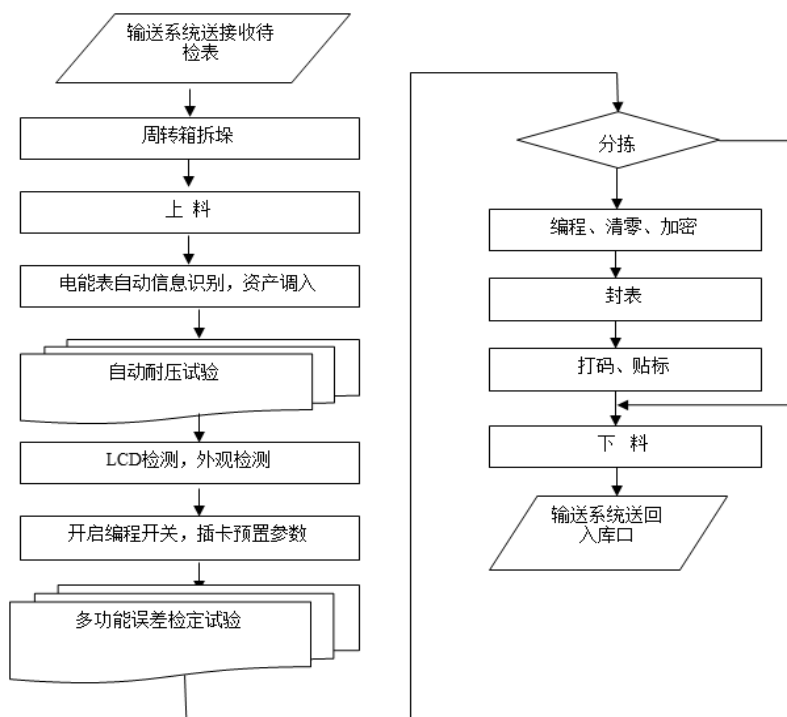 输送系统送接收待
检表
周转箱拆垛
上 料
电能表自动信息识别，资产调入
自动耐压试验
LCD检测，外观检测
开启编程开关，插卡预置参数
多功能误差检定试验
分拣
编程、清零、加密
封表
打码、贴标
下 料
输送系统送回
入库口